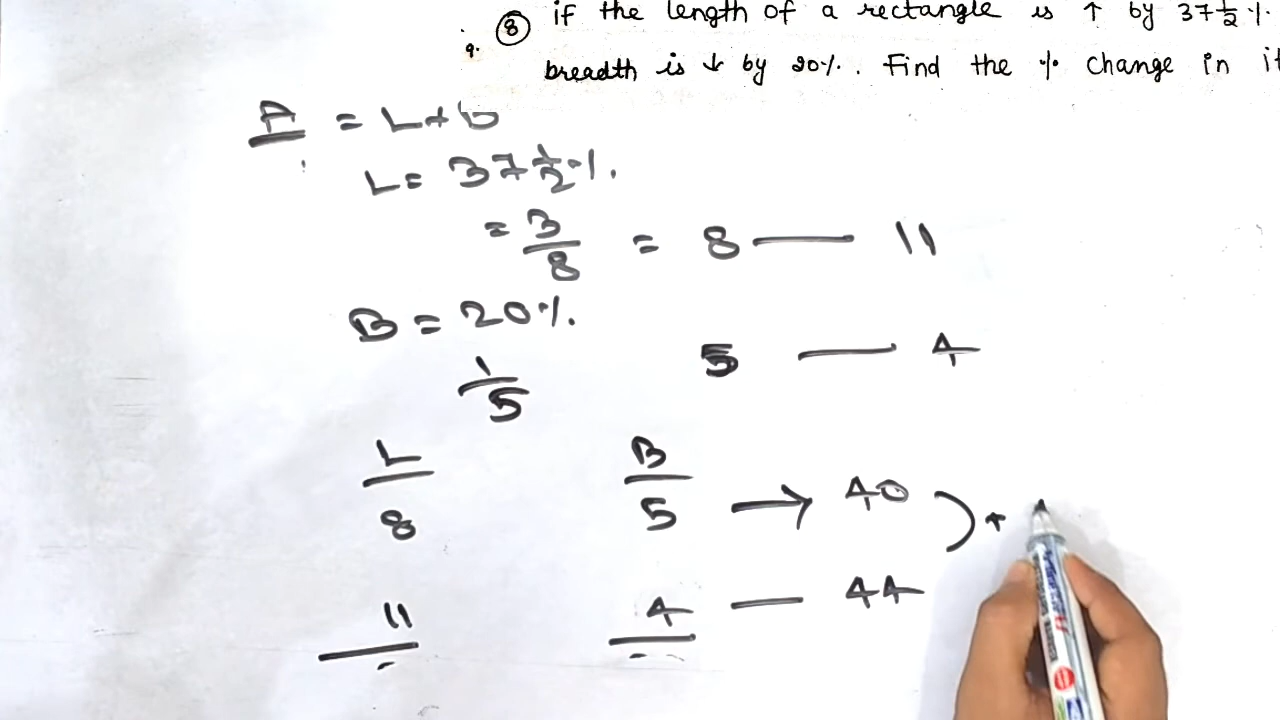 ⑧ if the length of a rectangle is ↑ by 37½%.
9.
breadth is ↓ by 20%. Find the % change in it
A = L+b
L = 37½%.
= 3/8 = 8 — 11
B = 20%.
1/5 5 — 4
L B
8 5 → 40 ) +
11 4 — 44